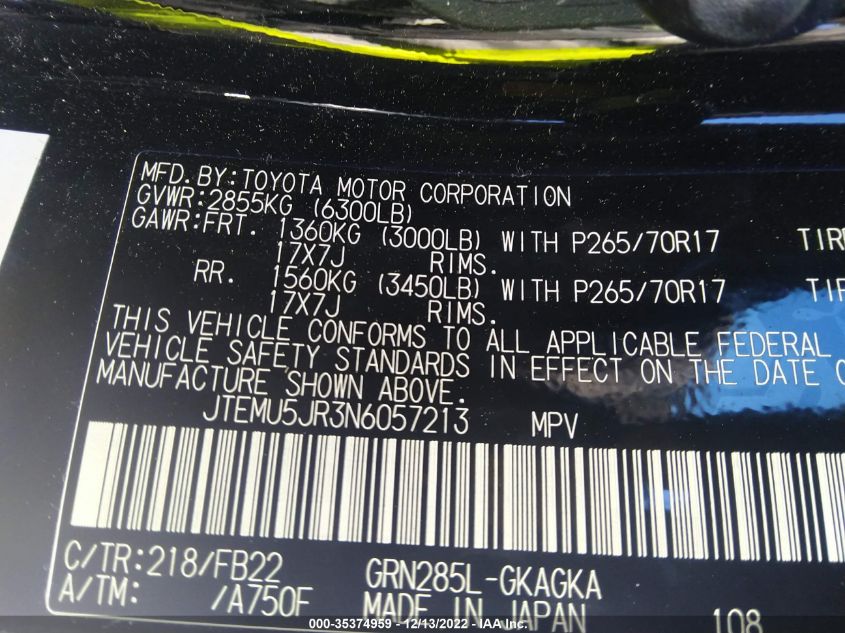 MFD.BY:TOYOTA MOTOR CORPORATION
GVWR:2855KG (6300LB)
GAWR:FRT. 1360KG (3000LB) WITH P265/70R17
17X7J RIMS.
RR. 1560KG (3450LB) WITH P265/70R17
17X7J RIMS.
THIS VEHICLE CONFORMS TO ALL APPLICABLE FEDERAL
VEHICLE SAFETY STANDARDS IN EFFECT ON THE DATE
MANUFACTURE SHOWN ABOVE.
JTEMU5JR3N6057213 MPV
C/TR:218/FB22 GRN285L-GKAGKA
A/TM: /A750F MADE IN JAPAN 108
© COPR - 35374959 - 12/13/2022 - IAA Inc.